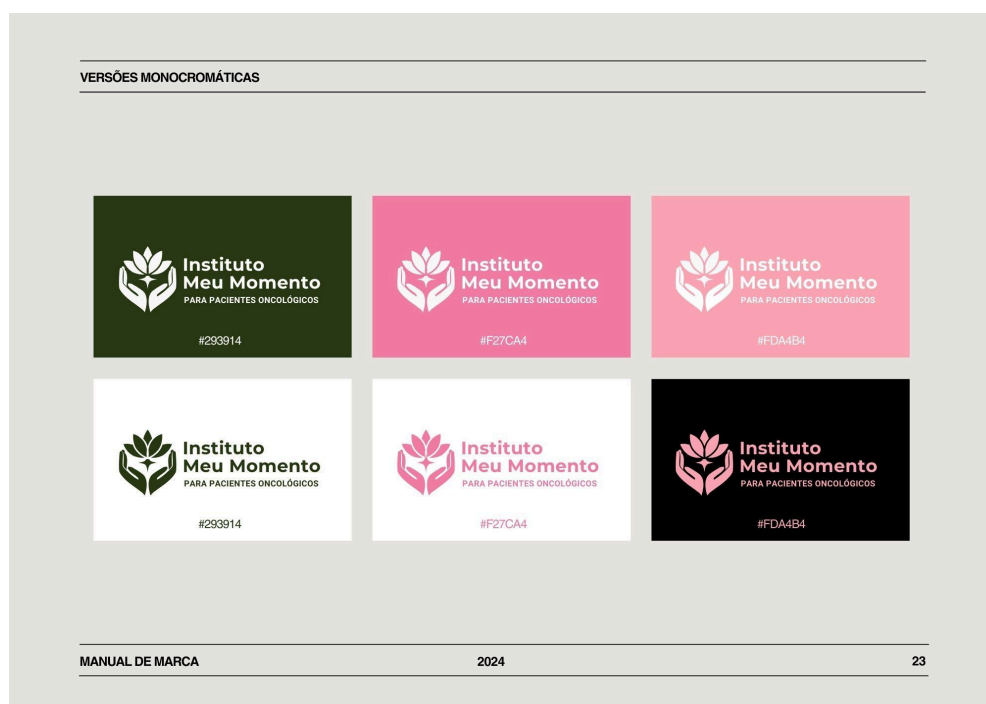 VERSÕES MONOCROMÁTICAS
Instituto
Meu Momento
PARA PACIENTES ONCOLÓGICOS
#293914
Instituto
Meu Momento
PARA PACIENTES ONCOLÓGICOS
#F27CA4
Instituto
Meu Momento
PARA PACIENTES ONCOLÓGICOS
#FDA4B4
Instituto
Meu Momento
PARA PACIENTES ONCOLÓGICOS
#293914
Instituto
Meu Momento
PARA PACIENTES ONCOLÓGICOS
#F27CA4
Instituto
Meu Momento
PARA PACIENTES ONCOLÓGICOS
#FDA4B4
MANUAL DE MARCA 2024 23